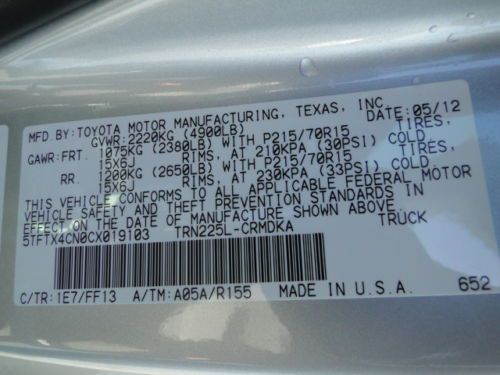 MFD.BY: TOYOTA MOTOR MANUFACTURING, TEXAS, INC.
GVWR: 2220KG (4900LB) DATE: 05/12
GAWR: FRT. 1075KG (2380LB) WITH P215/70R15 TIRES,
15X6J RIMS, AT 210KPA (30PSI) COLD
RR. 1200KG (2650LB) WITH P215/70R15 TIRES,
15X6J RIMS, AT 230KPA (33PSI) COLD.
THIS VEHICLE CONFORMS TO ALL APPLICABLE FEDERAL MOTOR
VEHICLE SAFETY AND THEFT PREVENTION STANDARDS IN
EFFECT ON THE DATE OF MANUFACTURE SHOWN ABOVE.
5TFTX4CN0CX019103 TRN225L-CRMDKA TRUCK
C/TR: 1E7/FF13 A/TM: A05A/R155 MADE IN U.S.A. 652